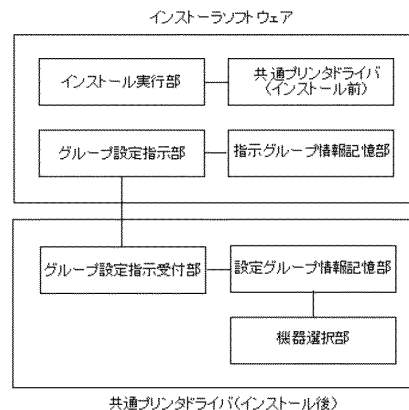 インストーラソフトウェア
インストール実行部
共通プリンタドライバ
(インストール前)
グループ設定指示部
指示グループ情報記憶部
グループ設定指示受付部
設定グループ情報記憶部
機器選択部
共通プリンタドライバ(インストール後)